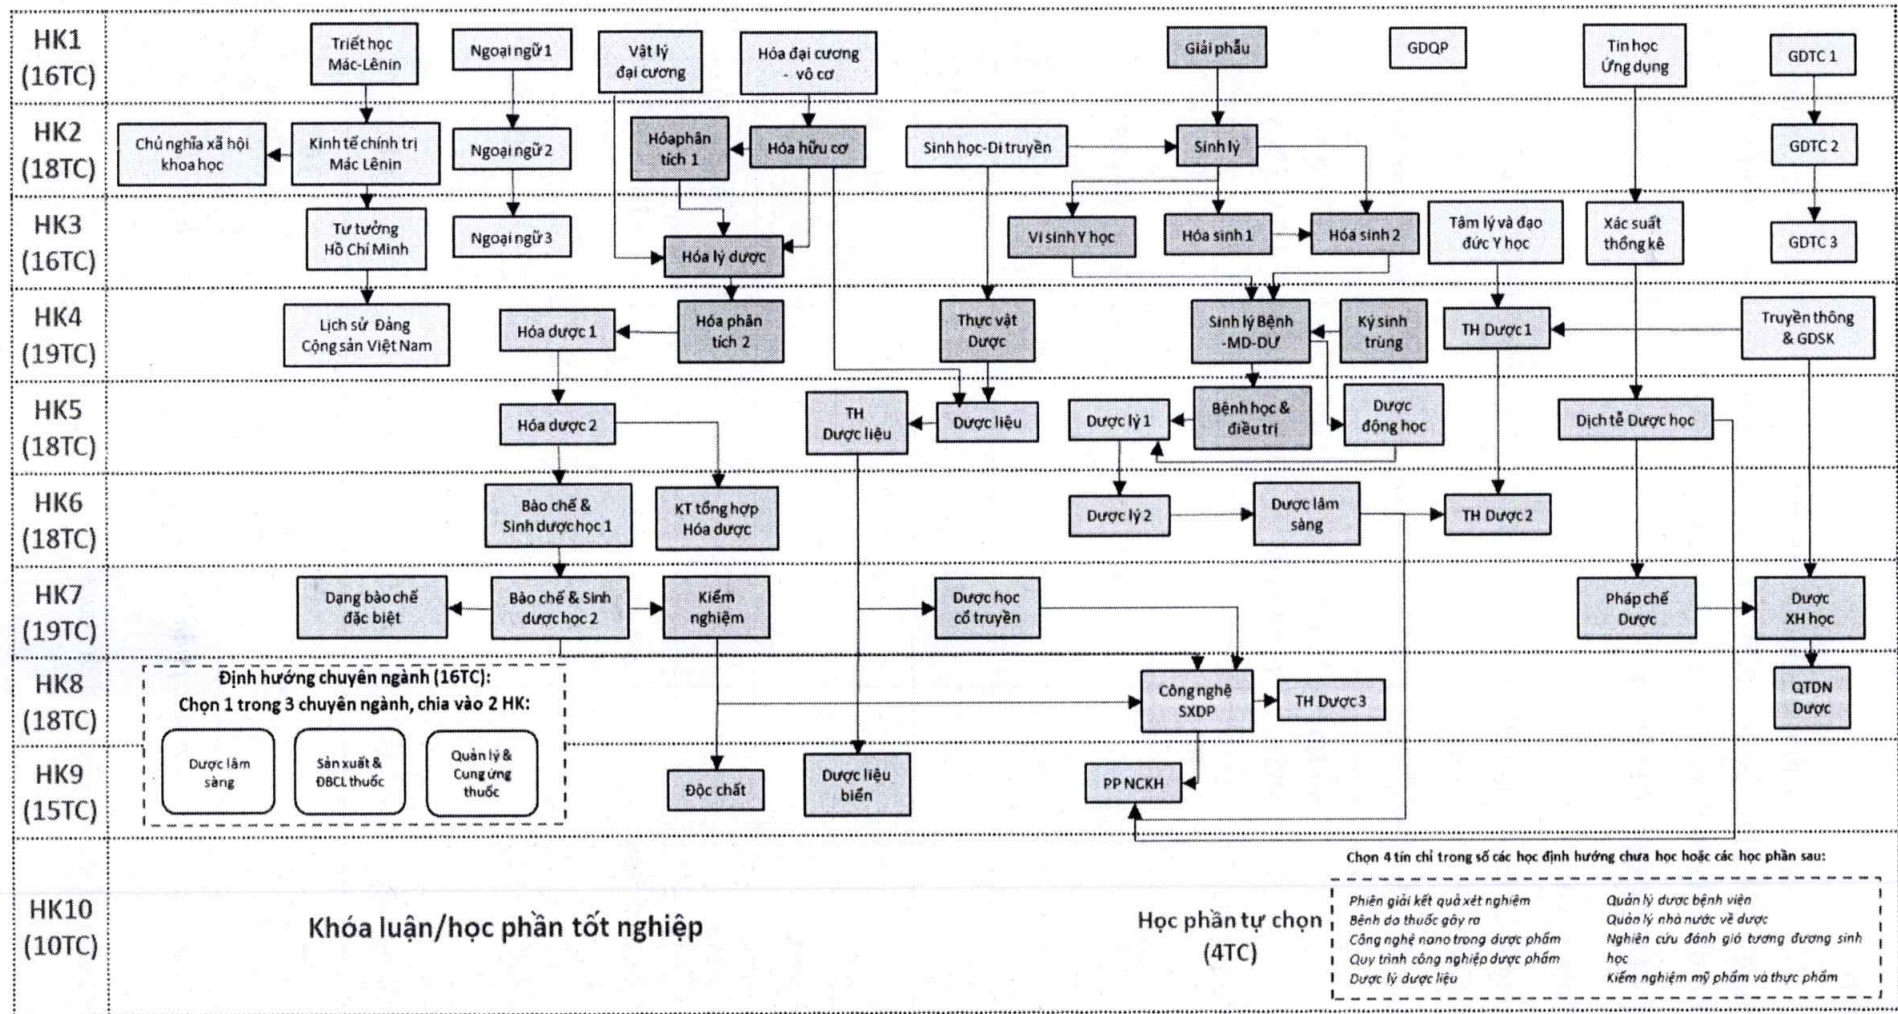 HK1
(16TC)
Triết học
Mác-Lênin
Ngoại ngữ 1
Vật lý
đại cương
Hóa đại cương
- vô cơ
Giải phẫu
GDQP
Tin học
Ứng dụng
GDTC 1
HK2
(18TC)
Chủ nghĩa xã hội
khoa học
Kinh tế chính trị
Mác Lênin
Ngoại ngữ 2
Hóa phân
tích 1
Hóa hữu cơ
Sinh học-Di truyền
Sinh lý
GDTC 2
HK3
(16TC)
Tư tưởng
Hồ Chí Minh
Ngoại ngữ 3
Hóa lý dược
Vi sinh Y học
Hóa sinh 1
Hóa sinh 2
Tâm lý và đạo
đức Y học
Xác suất
thống kê
GDTC 3
HK4
(19TC)
Lịch sử Đảng
Cộng sản Việt Nam
Hóa dược 1
Hóa phân
tích 2
Thực vật
Dược
Sinh lý Bệnh
-MD-DƯ
Ký sinh
trùng
TH Dược 1
Truyền thông
& GDSK
HK5
(18TC)
Hóa dược 2
TH
Dược liệu
Dược liệu
Dược lý 1
Bệnh học &
điều trị
Dược
động học
Dịch tễ Dược học
HK6
(18TC)
Bào chế &
Sinh dược học 1
KT tổng hợp
Hóa dược
Dược lý 2
Dược lâm
sàng
TH Dược 2
HK7
(19TC)
Dạng bào chế
đặc biệt
Bào chế & Sinh
dược học 2
Kiểm
nghiệm
Dược học
cổ truyền
Pháp chế
Dược
Dược
XH học
HK8
(18TC)
Định hướng chuyên ngành (16TC):
Chọn 1 trong 3 chuyên ngành, chia vào 2 HK:
Dược lâm
sàng
Sản xuất &
ĐBCL thuốc
Quản lý &
Cung ứng
thuốc
Công nghệ
SXDP
TH Dược 3
QTDN
Dược
HK9
(15TC)
Độc chất
Dược liệu
biển
PP NCKH
HK10
(10TC)
Khóa luận/học phần tốt nghiệp
Học phần tự chọn
(4TC)
Chọn 4 tín chỉ trong số các học định hướng chưa học hoặc các học phần sau:
Phiên giải kết quả xét nghiệm
Bệnh do thuốc gây ra
Công nghệ nano trong dược phẩm
Quy trình công nghiệp dược phẩm
Dược lý dược liệu
Quản lý dược bệnh viện
Quản lý nhà nước về dược
Nghiên cứu đánh giá tương đương sinh
học
Kiểm nghiệm mỹ phẩm và thực phẩm